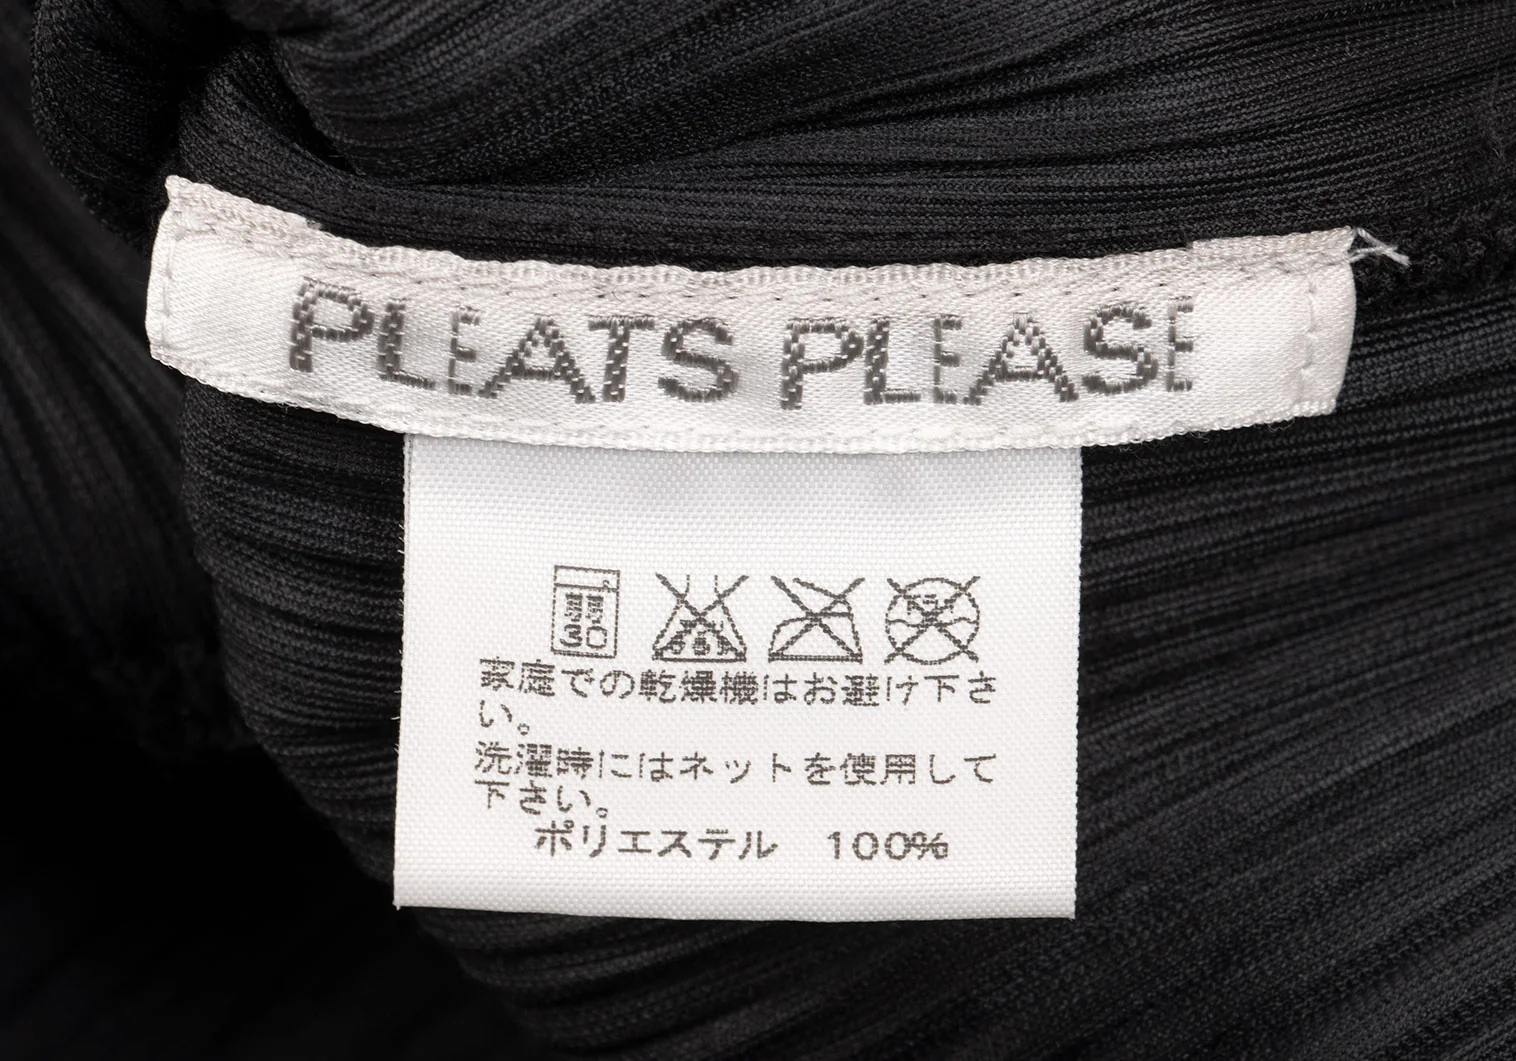 PLEATS PLEASE
30
家庭での乾燥機はお避け下さ
い。
洗濯時にはネットを使用して
下さい。
ポリエステル 100%